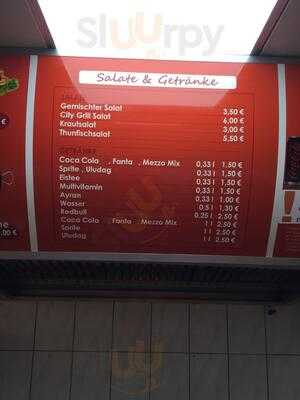 Sluurpy
Salate & Getränke
SALATE
Gemischter Salat 3,50 €
City Grill Salat 6,00 €
Krautsalat 3,00 €
Thunfischsalat 5,50 €
GETRÄNKE
Coca Cola , Fanta , Mezzo Mix 0,33 l 1,50 €
Sprite , Uludag 0,33 l 1,50 €
Eistee 0,33 l 1,50 €
Multivitamin 0,33 l 1,50 €
Ayran 0,33 l 1,00 €
Wasser 0,5 l 1,30 €
Redbull 0,25 l 2,50 €
Coca Cola , Fanta , Mezzo Mix 1 l 2,50 €
Sprite 1 l 2,50 €
Uludag 1 l 2,50 €